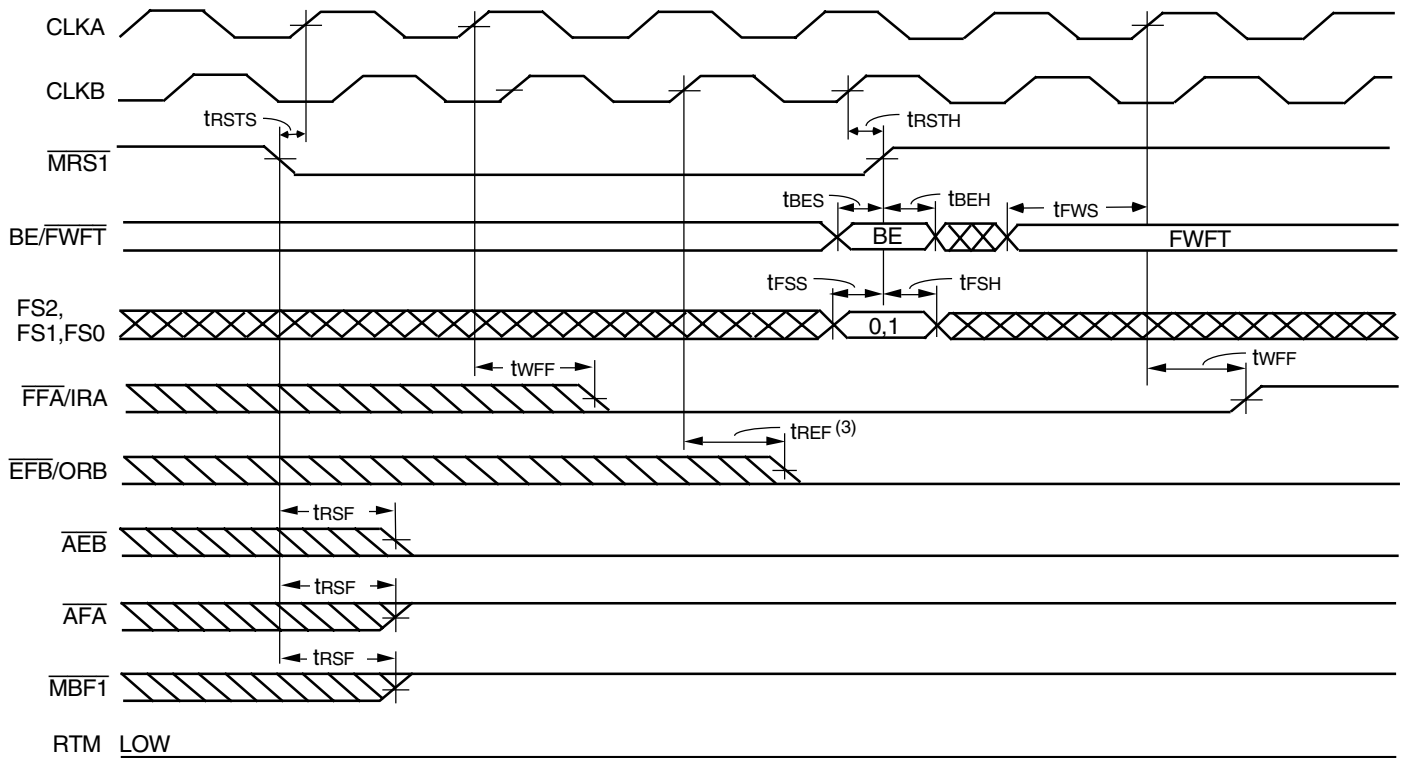 CLKA
CLKB
tRSTS
tRSTH
MRS1
tBES
tBEH
tFWS
BE/FWFT
BE
FWFT
tFSS
tFSH
FS2,
FS1,FS0
0,1
tWFF
tWFF
FFA/IRA
tREF (3)
EFB/ORB
tRSF
AEB
tRSF
AFA
tRSF
MBF1
RTM LOW